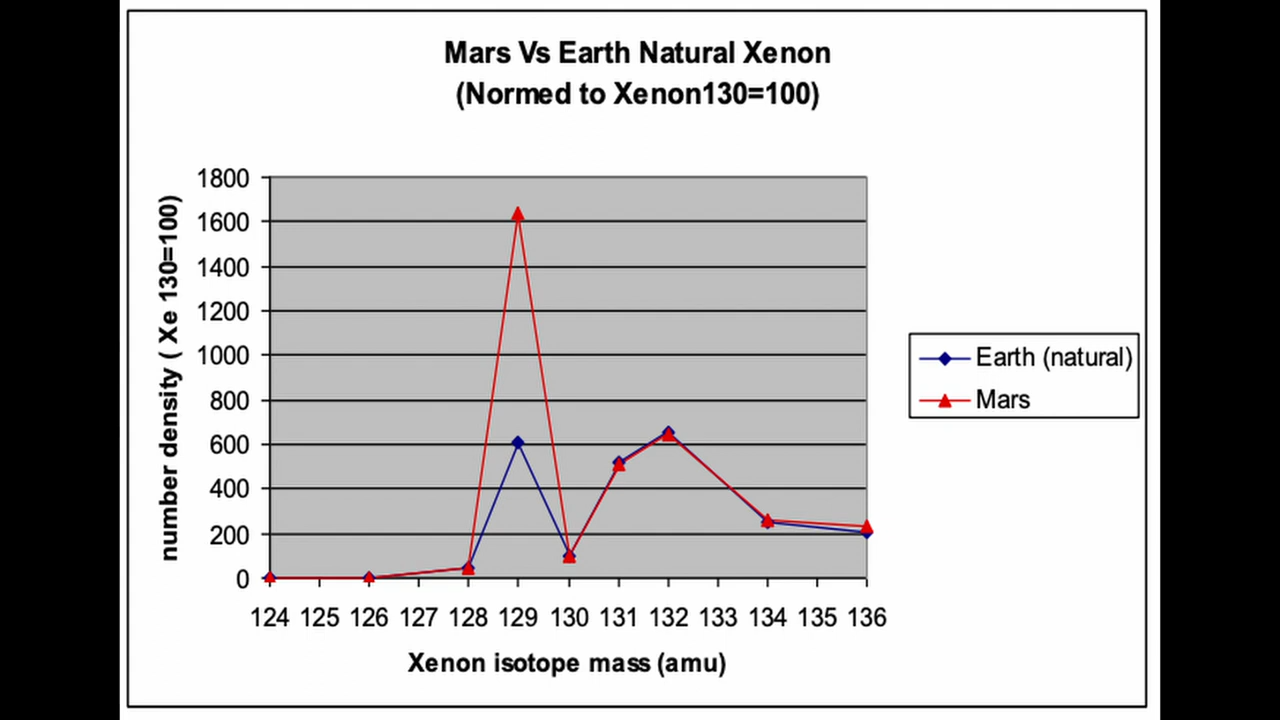 Mars Vs Earth Natural Xenon
(Normed to Xenon130=100)
number density ( Xe 130=100)
1800
1600
1400
1200
1000
800
600
400
200
0
124 125 126 127 128 129 130 131 132 133 134 135 136
Xenon isotope mass (amu)
Earth (natural)
Mars